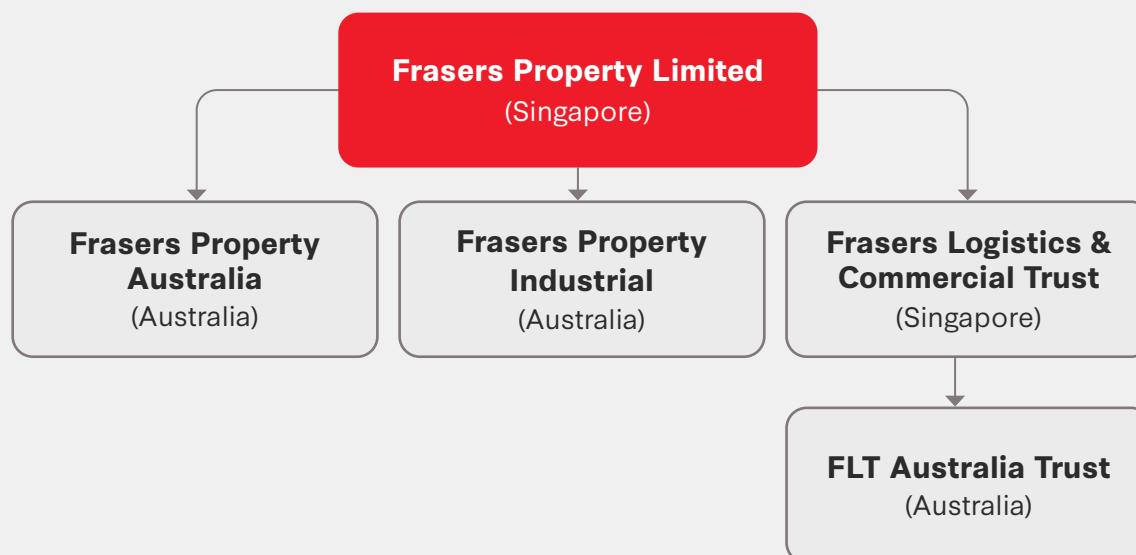 Frasers Property Limited
(Singapore)
Frasers Property
Australia
(Australia)
Frasers Property
Industrial
(Australia)
Frasers Logistics &
Commercial Trust
(Singapore)
FLT Australia Trust
(Australia)